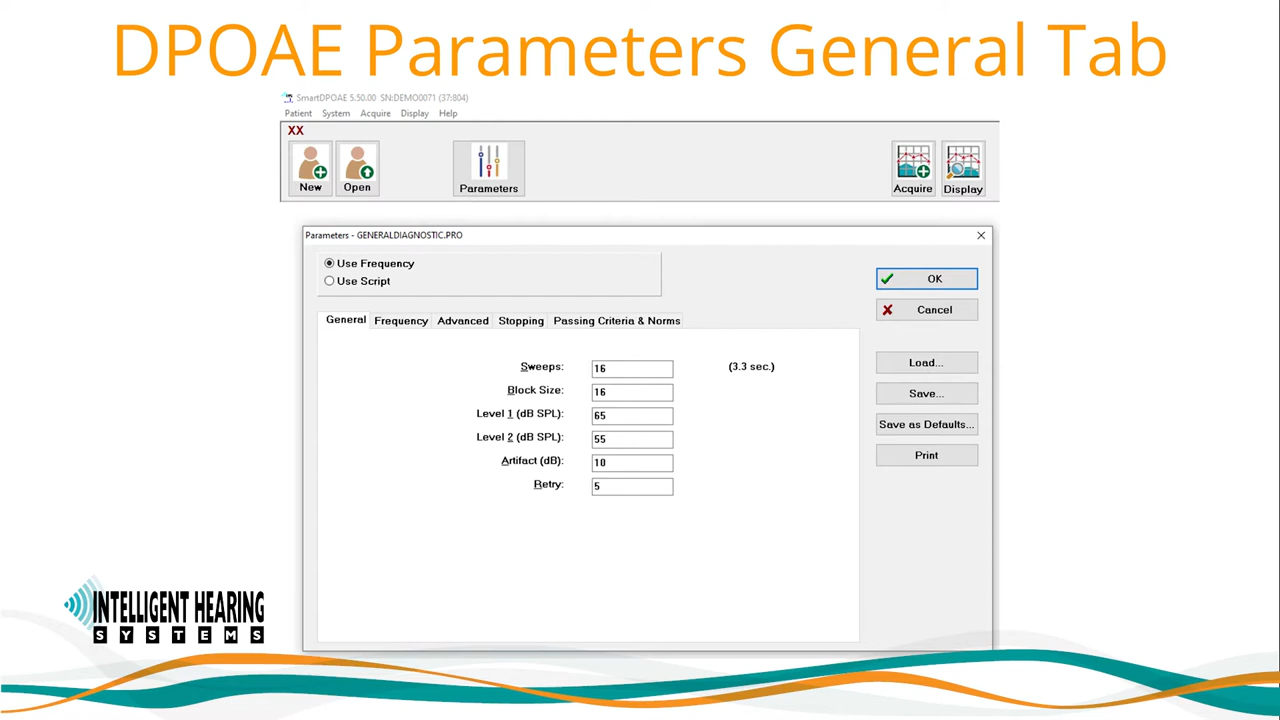 DPOAE Parameters General Tab
SmartDPOAE 5.50.00 SN:DEMO0071 (37:804)
Patient System Acquire Display Help
XX
New Open Parameters Acquire Display
Parameters - GENERALDIAGNOSTIC.PRO
Use Frequency
Use Script
OK
Cancel
General Frequency Advanced Stopping Passing Criteria & Norms
Sweeps: 16 (3.3 sec.)
Block Size: 16
Level 1 (dB SPL): 65
Level 2 (dB SPL): 55
Artifact (dB): 10
Retry: 5
Load...
Save...
Save as Defaults...
Print
INTELLIGENT HEARING
SYSTEMS